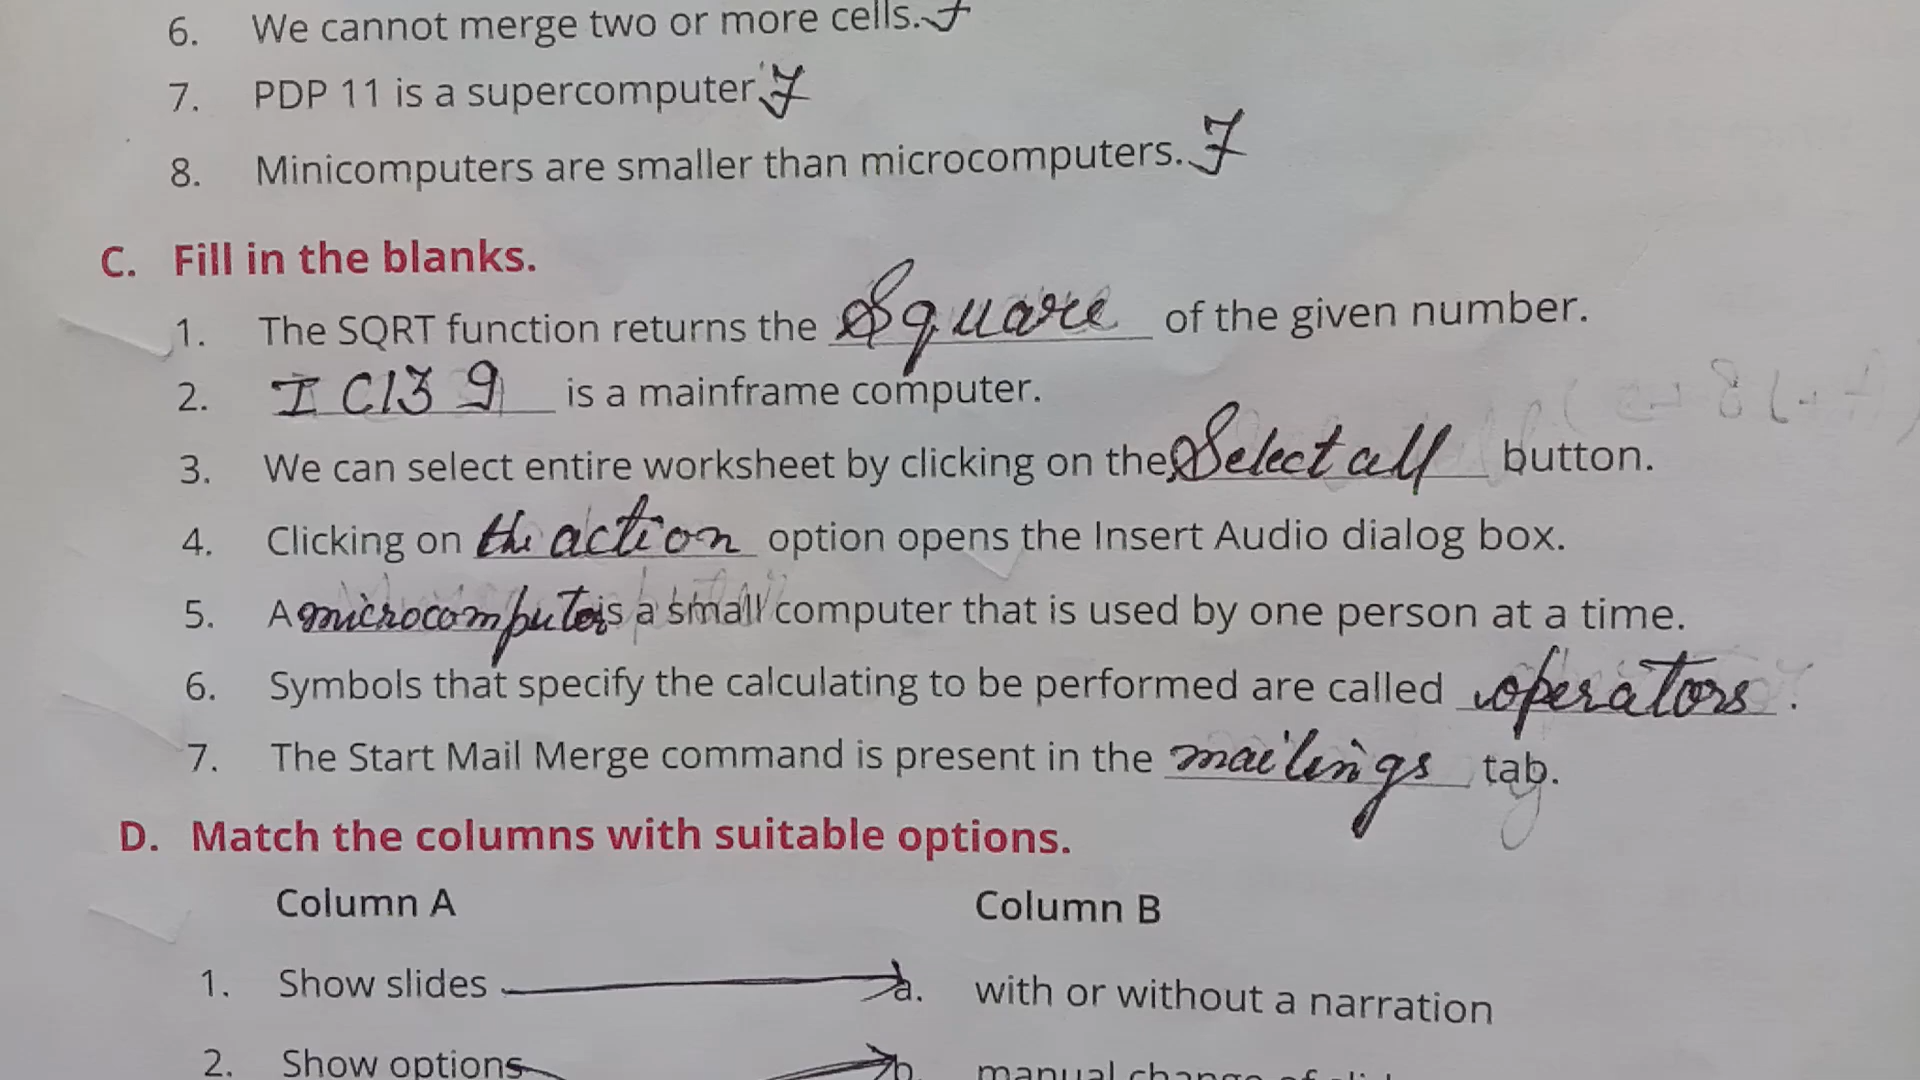 6. We cannot merge two or more cells. F
7. PDP 11 is a supercomputer. F
8. Minicomputers are smaller than microcomputers. F
C. Fill in the blanks.
1. The SQRT function returns the Square of the given number.
2. I C13 9 is a mainframe computer.
3. We can select entire worksheet by clicking on the Select all button.
4. Clicking on the action option opens the Insert Audio dialog box.
5. A microcomputer is a small computer that is used by one person at a time.
6. Symbols that specify the calculating to be performed are called operators.
7. The Start Mail Merge command is present in the mailings tab.
D. Match the columns with suitable options.
Column A Column B
1. Show slides a. with or without a narration
2. Show options b. manual change of